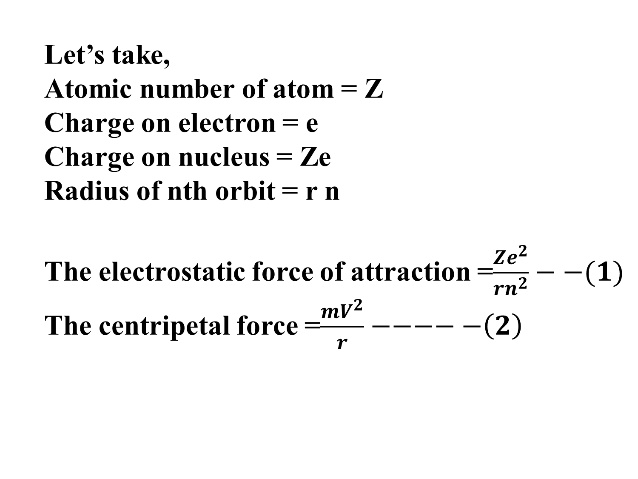 Let’s take,
Atomic number of atom = Z
Charge on electron = e
Charge on nucleus = Ze
Radius of nth orbit = r n
The electrostatic force of attraction = Ze²/rn² − −(1)
The centripetal force = mV²/r − − − − −(2)